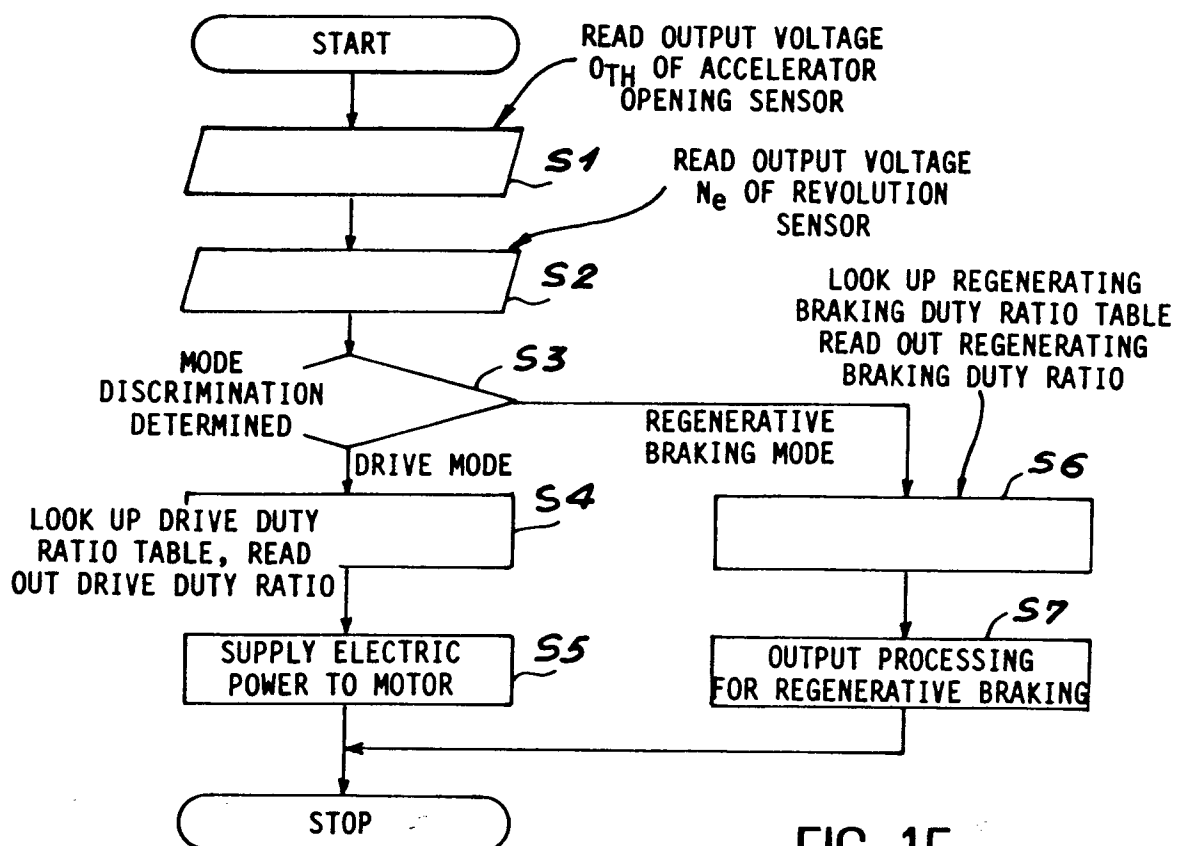 START
READ OUTPUT VOLTAGE
OTH OF ACCELERATOR
OPENING SENSOR
S1
READ OUTPUT VOLTAGE
Ne OF REVOLUTION
SENSOR
S2
LOOK UP REGENERATING
BRAKING DUTY RATIO TABLE
READ OUT REGENERATING
BRAKING DUTY RATIO
MODE
DISCRIMINATION
DETERMINED
S3
REGENERATIVE
BRAKING MODE
DRIVE MODE
S4
S6
LOOK UP DRIVE DUTY
RATIO TABLE, READ
OUT DRIVE DUTY RATIO
SUPPLY ELECTRIC
POWER TO MOTOR
S5
S7
OUTPUT PROCESSING
FOR REGENERATIVE BRAKING
STOP